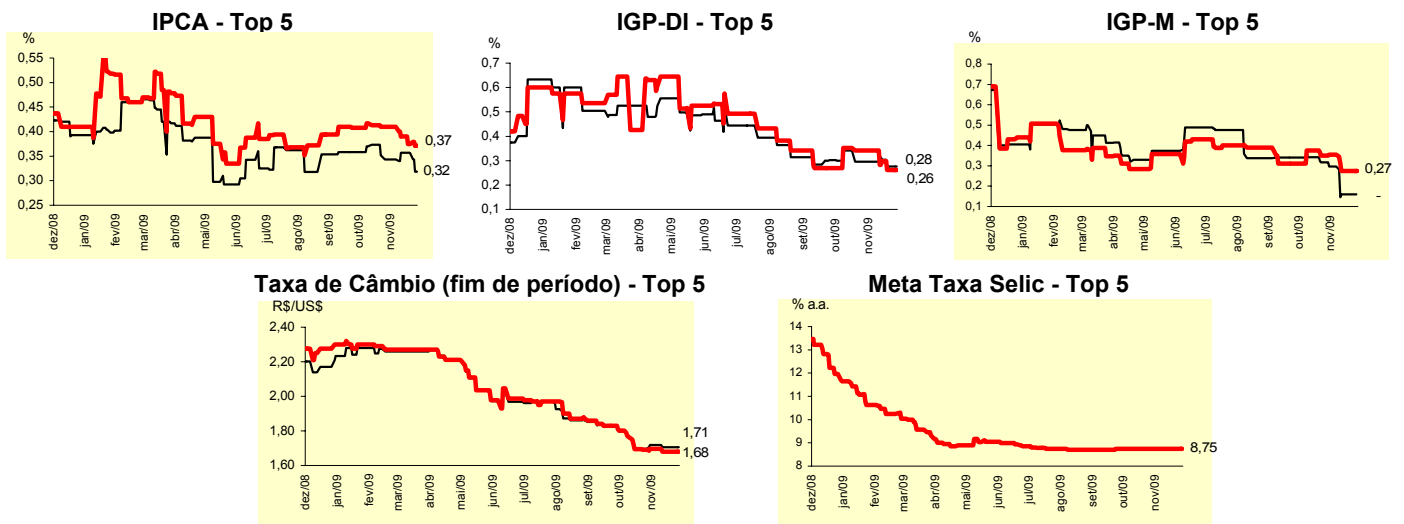 IPCA - Top 5
%
0,55
0,50
0,45
0,40
0,35
0,30
0,25
0,37
0,32
dez/08
jan/09
fev/09
mar/09
abr/09
mai/09
jun/09
jul/09
ago/09
set/09
out/09
nov/09
IGP-DI - Top 5
%
0,7
0,6
0,5
0,4
0,3
0,2
0,1
0,28
0,26
dez/08
jan/09
fev/09
mar/09
abr/09
mai/09
jun/09
jul/09
ago/09
set/09
out/09
nov/09
IGP-M - Top 5
%
0,8
0,7
0,6
0,5
0,4
0,3
0,2
0,1
0,27
-
dez/08
jan/09
fev/09
mar/09
abr/09
mai/09
jun/09
jul/09
ago/09
set/09
out/09
nov/09
Taxa de Câmbio (fim de período) - Top 5
R$/US$
2,40
2,20
2,00
1,80
1,60
1,71
1,68
dez/08
jan/09
fev/09
mar/09
abr/09
mai/09
jun/09
jul/09
ago/09
set/09
out/09
nov/09
Meta Taxa Selic - Top 5
% a.a.
14
13
12
11
10
9
8
8,75
dez/08
jan/09
fev/09
mar/09
abr/09
mai/09
jun/09
jul/09
ago/09
set/09
out/09
nov/09